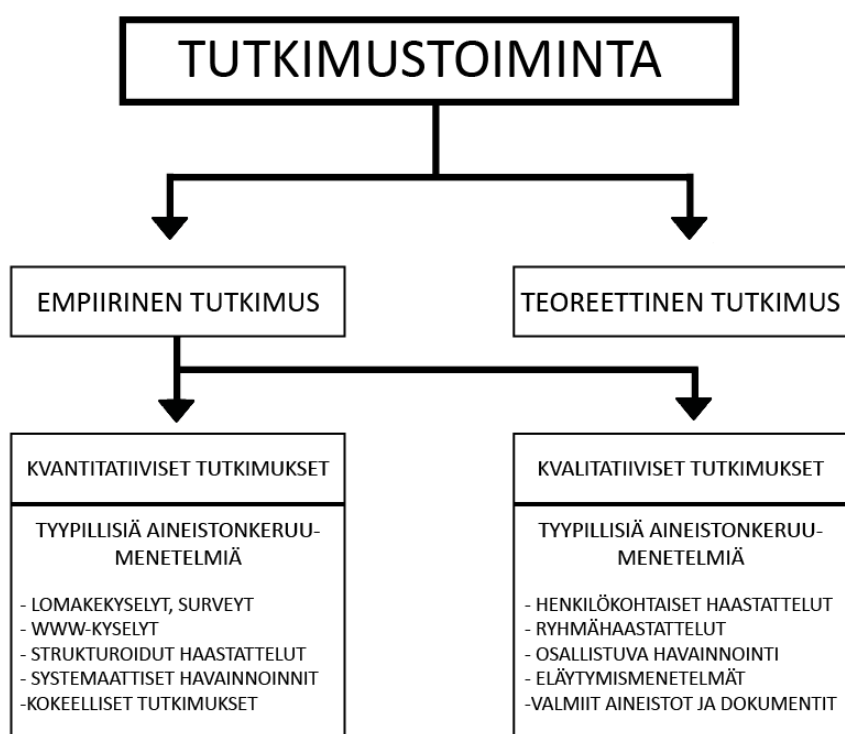 TUTKIMUSTOIMINTA
EMPIIRINEN TUTKIMUS
TEOREETTINEN TUTKIMUS
KVANTITATIIVISET TUTKIMUKSET
TYYPILLISIÄ AINEISTONKERUU-
MENETELMIÄ
- LOMAKEKYSELYT, SURVEYT
- WWW-KYSELYT
- STRUKTUROIDUT HAASTATTELUT
- SYSTEMAATTISET HAVAINNOINNIT
-KOKEELLISET TUTKIMUKSET
KVALITATIIVISET TUTKIMUKSET
TYYPILLISIÄ AINEISTONKERUU-
MENETELMIÄ
- HENKILÖKOHTAISET HAASTATTELUT
- RYHMÄHAASTATTELUT
- OSALLISTUVA HAVAINNOINTI
- ELÄYTYMISMENETELMÄT
-VALMIIT AINEISTOT JA DOKUMENTIT